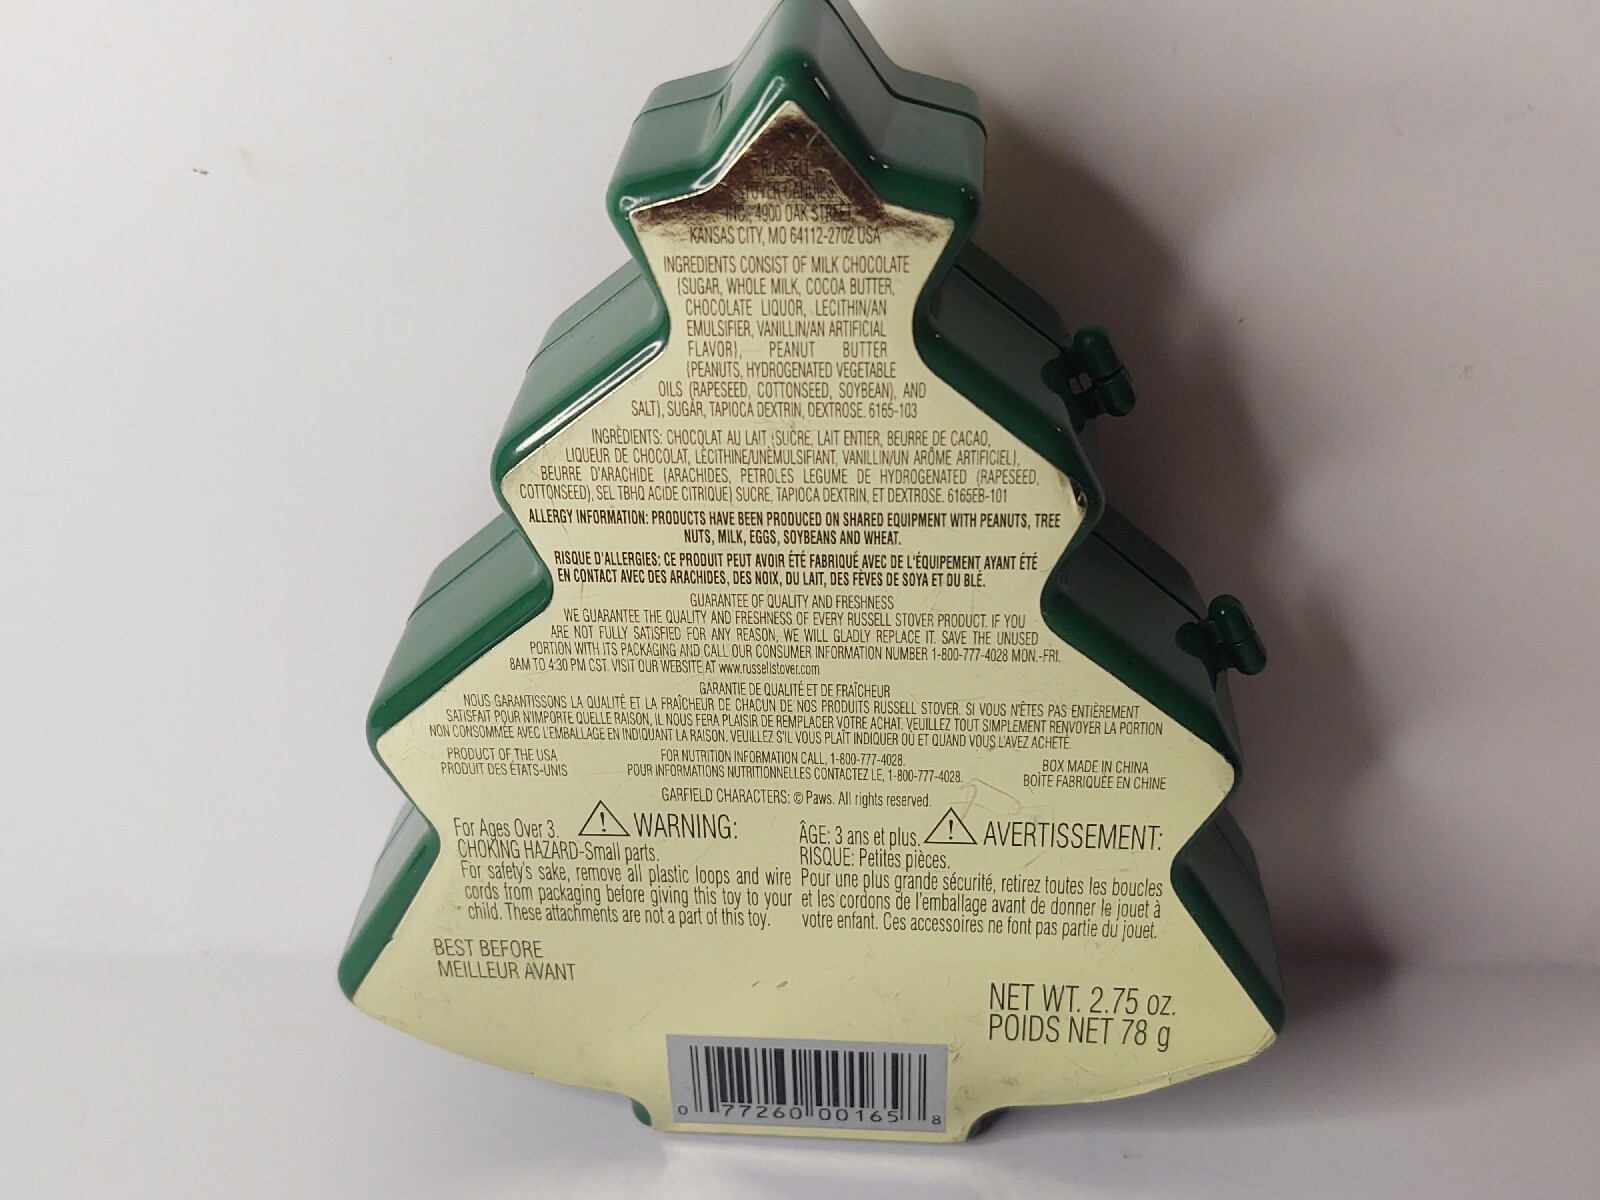 RUSSELL
STOVER CANDIES
INC., 4900 OAK STREET
KANSAS CITY, MO 64112-2702 USA
INGREDIENTS CONSIST OF MILK CHOCOLATE
(SUGAR, WHOLE MILK, COCOA BUTTER,
CHOCOLATE LIQUOR, LECITHIN/AN
EMULSIFIER, VANILLIN/AN ARTIFICIAL
FLAVOR), PEANUT BUTTER
(PEANUTS, HYDROGENATED VEGETABLE
OILS (RAPESEED, COTTONSEED, SOYBEAN), AND
SALT), SUGAR, TAPIOCA DEXTRIN, DEXTROSE. 6165-103
INGRÈDIENTS: CHOCOLAT AU LAIT (SUCRE, LAIT ENTIER, BEURRE DE CACAO,
LIQUEUR DE CHOCOLAT, LÈCITHINE/UNÈMULSIFIANT, VANILLIN/UN ARÔME ARTIFICIEL),
BEURRE D'ARACHIDE (ARACHIDES, PETROLES LEGUME DE HYDROGENATED (RAPESEED,
COTTONSEED), SEL TBHQ ACIDE CITRIQUE) SUCRE, TAPIOCA DEXTRIN, ET DEXTROSE. 6165EB-101
ALLERGY INFORMATION: PRODUCTS HAVE BEEN PRODUCED ON SHARED EQUIPMENT WITH PEANUTS, TREE
NUTS, MILK, EGGS, SOYBEANS AND WHEAT.
RISQUE D'ALLERGIES: CE PRODUIT PEUT AVOIR ÉTÉ FABRIQUÉ AVEC DE L'ÉQUIPEMENT AYANT ÉTÉ
EN CONTACT AVEC DES ARACHIDES, DES NOIX, DU LAIT, DES FÈVES DE SOYA ET DU BLÉ.
GUARANTEE OF QUALITY AND FRESHNESS
WE GUARANTEE THE QUALITY AND FRESHNESS OF EVERY RUSSELL STOVER PRODUCT. IF YOU
ARE NOT FULLY SATISFIED FOR ANY REASON, WE WILL GLADLY REPLACE IT. SAVE THE UNUSED
PORTION WITH ITS PACKAGING AND CALL OUR CONSUMER INFORMATION NUMBER 1-800-777-4028 MON.-FRI.
8AM TO 4:30 PM CST. VISIT OUR WEBSITE AT www.russellstover.com
GARANTIE DE QUALITÉ ET DE FRAÎCHEUR
NOUS GARANTISSONS LA QUALITÉ ET LA FRAÎCHEUR DE CHACUN DE NOS PRODUITS RUSSELL STOVER. SI VOUS N'ÊTES PAS ENTIÈREMENT
SATISFAIT POUR N'IMPORTE QUELLE RAISON, IL NOUS FERA PLAISIR DE REMPLACER VOTRE ACHAT. VEUILLEZ TOUT SIMPLEMENT RENVOYER LA PORTION
NON CONSOMMÉE AVEC L'EMBALLAGE EN INDIQUANT LA RAISON. VEUILLEZ S'IL VOUS PLAÎT INDIQUER OÙ ET QUAND VOUS L'AVEZ ACHETÉ.
PRODUCT OF THE USA
PRODUIT DES ÉTATS-UNIS
FOR NUTRITION INFORMATION CALL, 1-800-777-4028.
POUR INFORMATIONS NUTRITIONNELLES CONTACTEZ LE, 1-800-777-4028.
BOX MADE IN CHINA
BOÎTE FABRIQUÉE EN CHINE
GARFIELD CHARACTERS: © Paws. All rights reserved.
For Ages Over 3. ⚠ WARNING:
CHOKING HAZARD-Small parts.
For safety's sake, remove all plastic loops and wire
cords from packaging before giving this toy to your
child. These attachments are not a part of this toy.
ÂGE: 3 ans et plus. ⚠ AVERTISSEMENT:
RISQUE: Petites pièces.
Pour une plus grande sécurité, retirez toutes les boucles
et les cordons de l'emballage avant de donner le jouet à
votre enfant. Ces accessoires ne font pas partie du jouet.
BEST BEFORE
MEILLEUR AVANT
NET WT. 2.75 oz.
POIDS NET 78 g
0 77260 00165 8